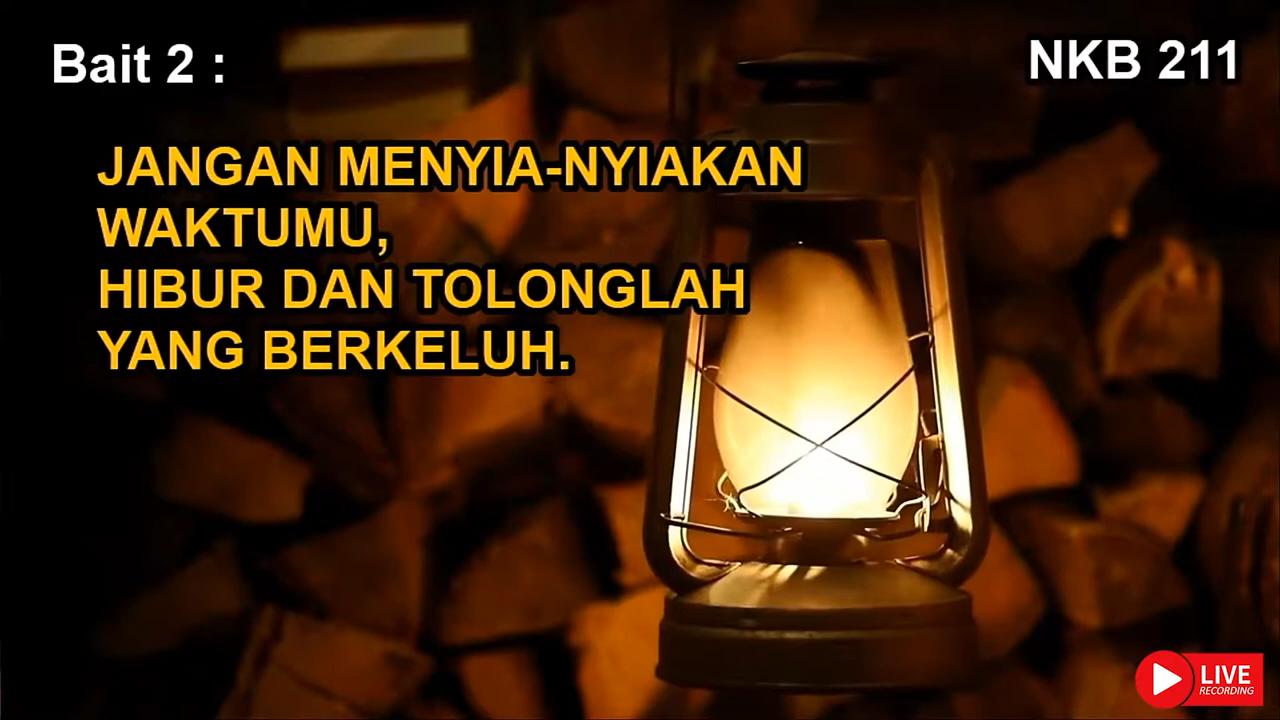 Bait 2 :
NKB 211
JANGAN MENYIA-NYIAKAN
WAKTUMU,
HIBUR DAN TOLONGLAH
YANG BERKELUH.
LIVE
RECORDING